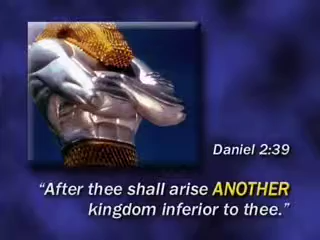 Daniel 2:39
“After thee shall arise ANOTHER
kingdom inferior to thee.”